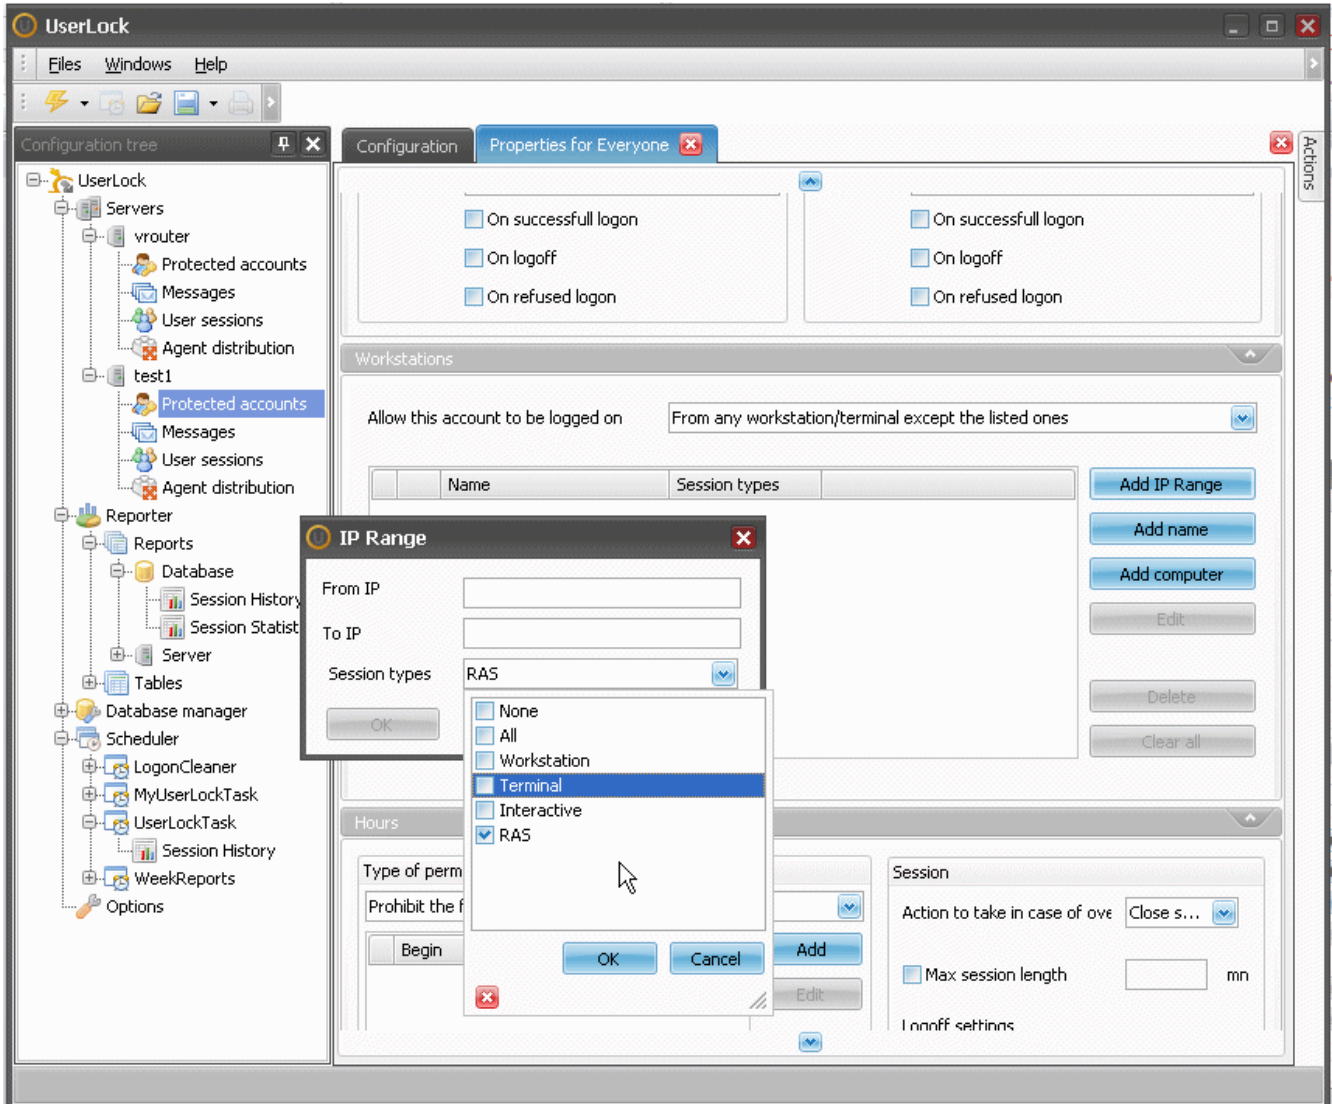 UserLock
Files Windows Help
Configuration tree
Configuration
Properties for Everyone
Actions
UserLock
Servers
vrouter
Protected accounts
Messages
User sessions
Agent distribution
test1
Protected accounts
Messages
User sessions
Agent distribution
Reporter
Reports
Database
Session History
Session Statist
Server
Tables
Database manager
Scheduler
LogonCleaner
MyUserLockTask
UserLockTask
Session History
WeekReports
Options
On successfull logon
On logoff
On refused logon
On successfull logon
On logoff
On refused logon
Workstations
Allow this account to be logged on
From any workstation/terminal except the listed ones
Name Session types
Add IP Range
Add name
Add computer
Edit
Delete
Clear all
IP Range
From IP
To IP
Session types RAS
OK
None
All
Workstation
Terminal
Interactive
RAS
OK Cancel
Hours
Type of perm
Prohibit the f
Begin
Add
Edit
Session
Action to take in case of ove Close s...
Max session length mn
Logoff settings